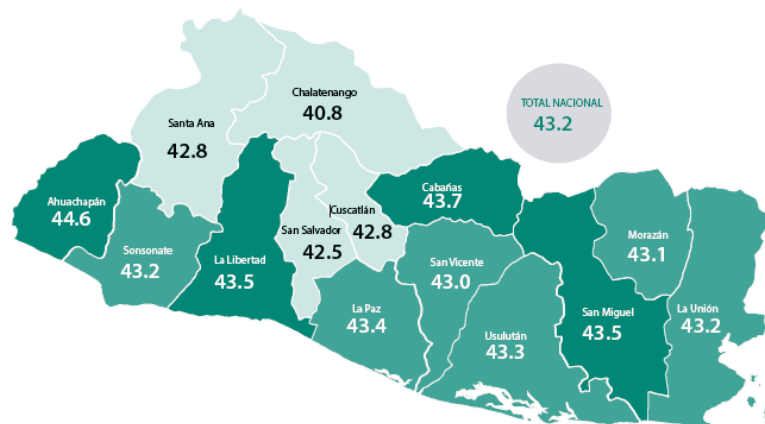 Chalatenango
40.8
TOTAL NACIONAL
43.2
Santa Ana
42.8
Cabañas
43.7
Ahuachapán
44.6
Cuscatlán
42.8
San Salvador
42.5
Morazán
43.1
Sonsonate
43.2
La Libertad
43.5
San Vicente
43.0
La Paz
43.4
San Miguel
43.5
La Unión
43.2
Usulután
43.3